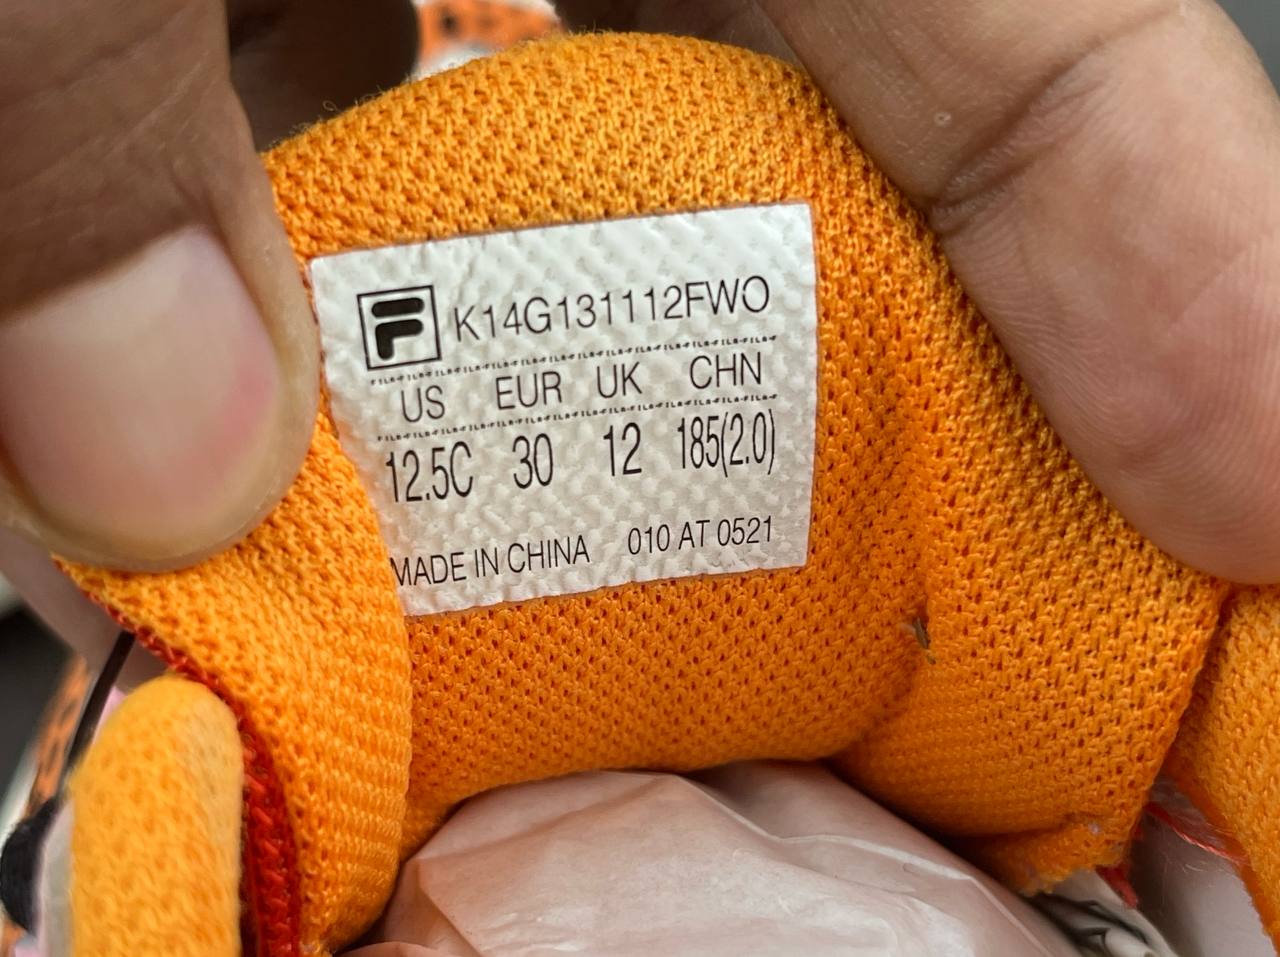 K14G131112FWO
US EUR UK CHN
12.5C 30 12 185(2.0)
MADE IN CHINA 010 AT 0521